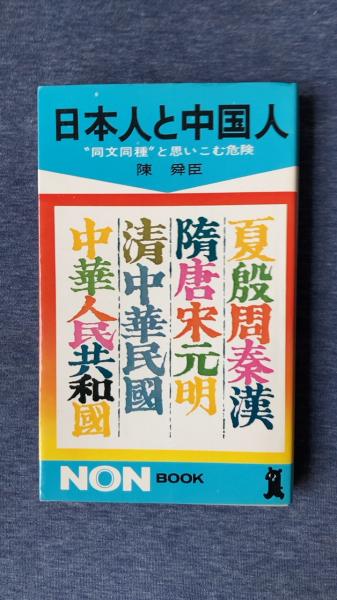 日本人と中国人
“同文同種”と思いこむ危険
陳 舜臣
夏殷周秦漢
隋唐宋元明
清中華民國
中華人民共和國
NON BOOK